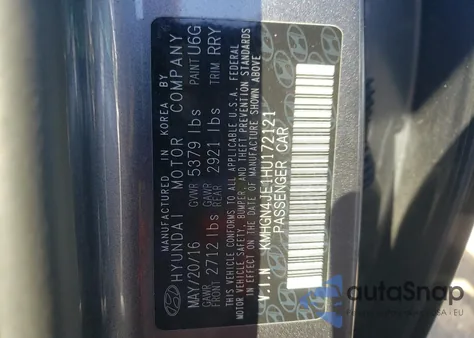 MANUFACTURED IN KOREA BY
HYUNDAI MOTOR COMPANY
MAY/20/16 GVWR 5379 lbs PAINT U6G
GAWR FRONT 2712 lbs GAWR REAR 2921 lbs TRIM RRY
THIS VEHICLE CONFORMS TO ALL APPLICABLE U.S.A. FEDERAL
MOTOR VEHICLE SAFETY, BUMPER, AND THEFT PREVENTION STANDARDS
IN EFFECT ON THE DATE OF MANUFACTURE SHOWN ABOVE
V.I.N KMHGN4JE1HU172121
PASSENGER CAR
autoSnap